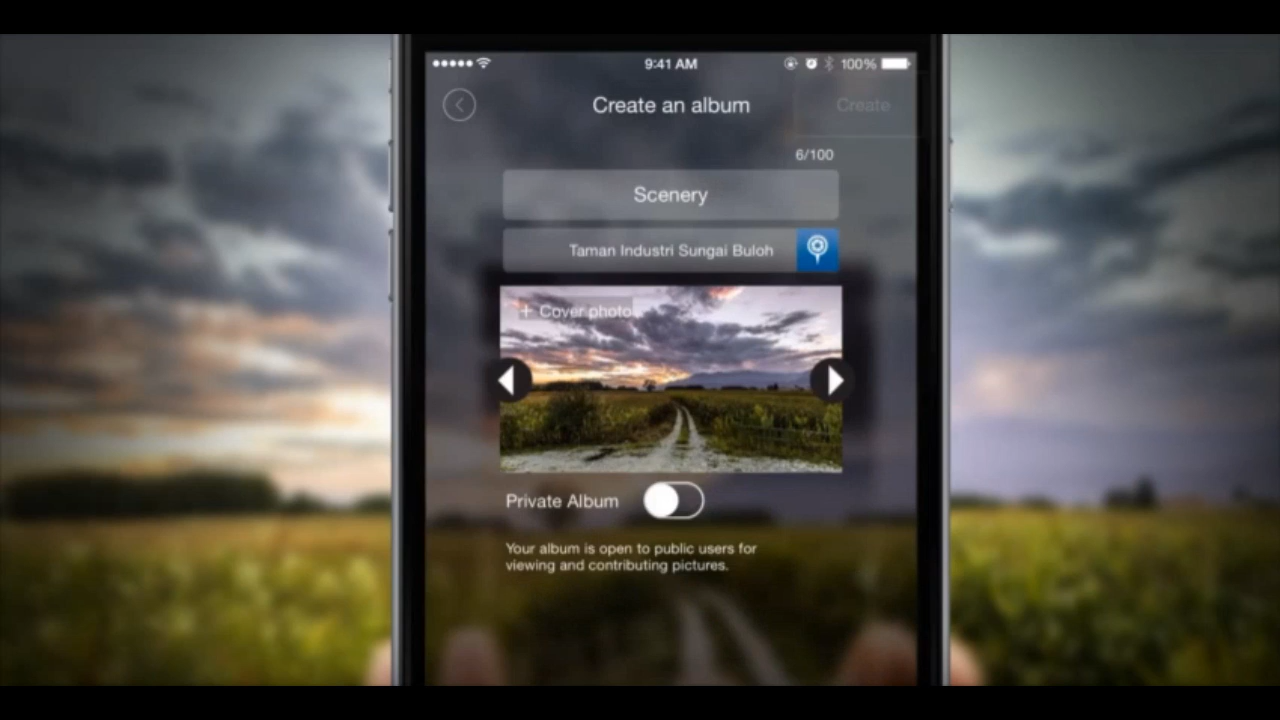 9:41 AM
100%
Create an album
Create
6/100
Scenery
Taman Industri Sungai Buloh
+ Cover photo
Private Album
Your album is open to public users for
viewing and contributing pictures.